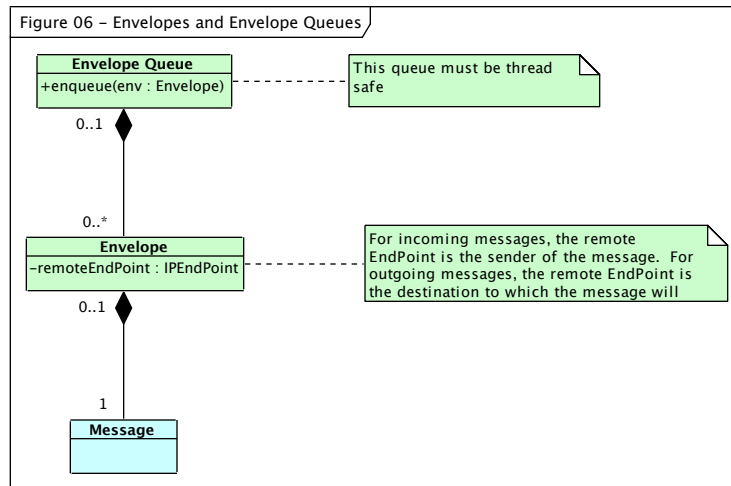 Figure 06 – Envelopes and Envelope Queues
Envelope Queue
+enqueue(env : Envelope)
This queue must be thread
safe
0..1
0..*
Envelope
–remoteEndPoint : IPEndPoint
For incoming messages, the remote
EndPoint is the sender of the message.  For
outgoing messages, the remote EndPoint is
the destination to which the message will
0..1
1
Message